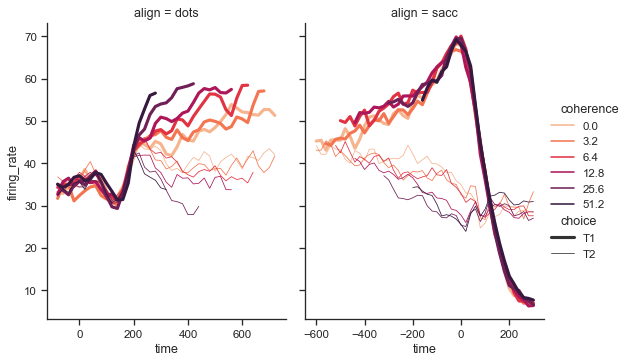 align = dots
align = sacc
firing_rate
70
60
50
40
30
20
10
0
200
400
600
time
−600
−400
−200
0
200
time
coherence
0.0
3.2
6.4
12.8
25.6
51.2
choice
T1
T2